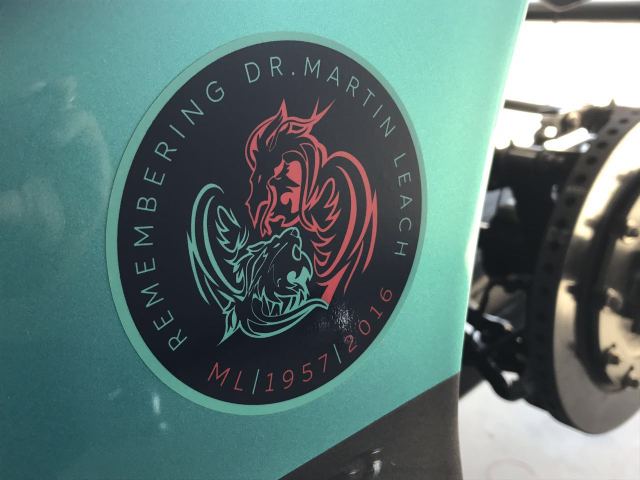 REMEMBERING DR. MARTIN LEACH
ML/1957/2016